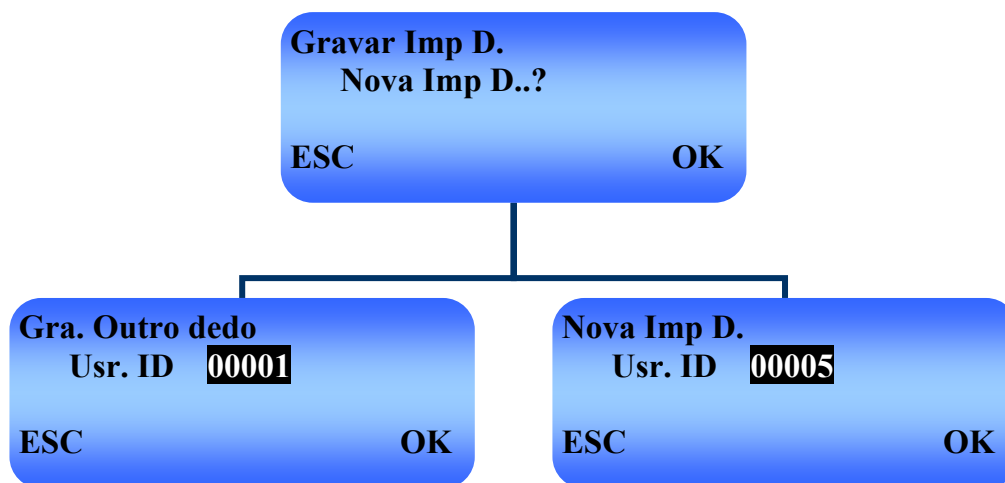 Gravar Imp D.
Nova Imp D..?
ESC OK
Gra. Outro dedo
Usr. ID 00001
ESC OK
Nova Imp D.
Usr. ID 00005
ESC OK